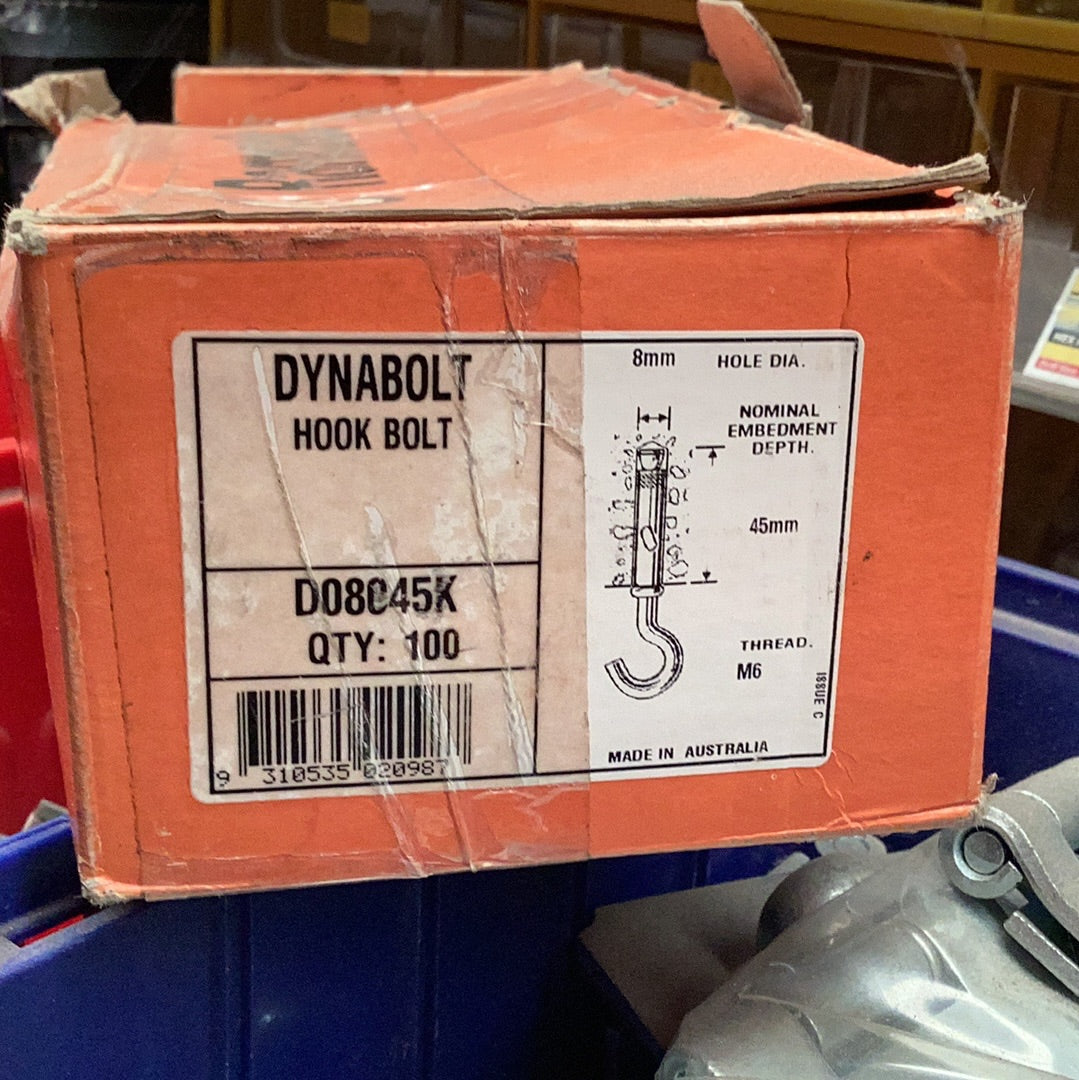 DYNABOLT
HOOK BOLT
D08045K
QTY: 100
9 310535 020987
8mm HOLE DIA.
NOMINAL
EMBEDMENT
DEPTH.
45mm
THREAD.
M6
ISSUE C
MADE IN AUSTRALIA